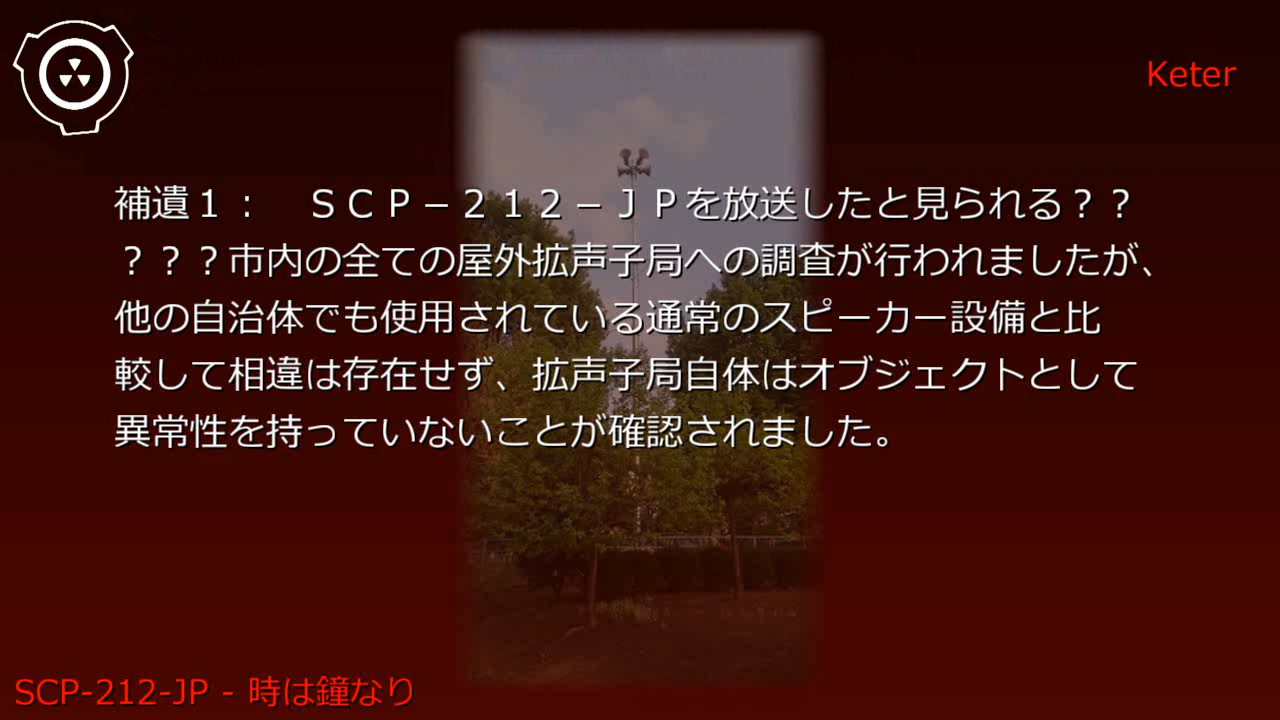 Keter
補遺１：　ＳＣＰ－２１２－ＪＰを放送したと見られる？？
？？？市内の全ての屋外拡声子局への調査が行われましたが、
他の自治体でも使用されている通常のスピーカー設備と比
較して相違は存在せず、拡声子局自体はオブジェクトとして
異常性を持っていないことが確認されました。
SCP-212-JP - 時は鐘なり